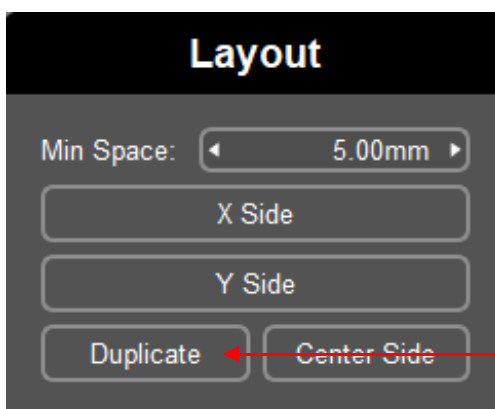 Layout
Min Space: 5.00mm
X Side
Y Side
Duplicate Center Side